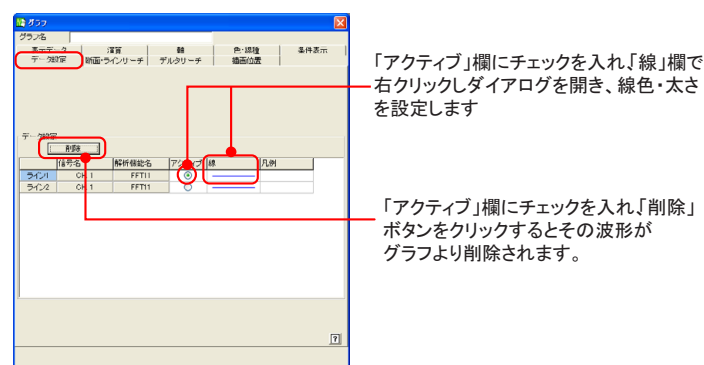 グラフ
グラフ名
表示データ 演算 軸 色・線種 条件表示
データ設定 断面・ラインリーチ デルタリーチ 描画位置
データ設定
削除
信号名 解析機能名 アクティブ 線 凡例
ライン1 CH 1 FFT11
ライン2 CH 1 FFT11
「アクティブ」欄にチェックを入れ、「線」欄で
右クリックしダイアログを開き、線色・太さ
を設定します
「アクティブ」欄にチェックを入れ、「削除」
ボタンをクリックするとその波形が
グラフより削除されます。
?